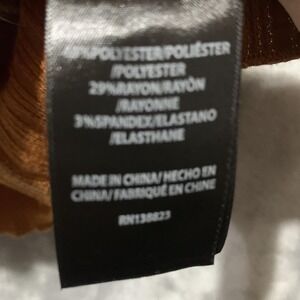 %POLYESTER/POLIÉSTER
/POLYESTER
29%RAYON/RAYÓN
/RAYONNE
3%SPANDEX/ELASTANO
/ELASTHANE
MADE IN CHINA/ HECHO EN
CHINA/ FABRIQUÉ EN CHINE
RN138823